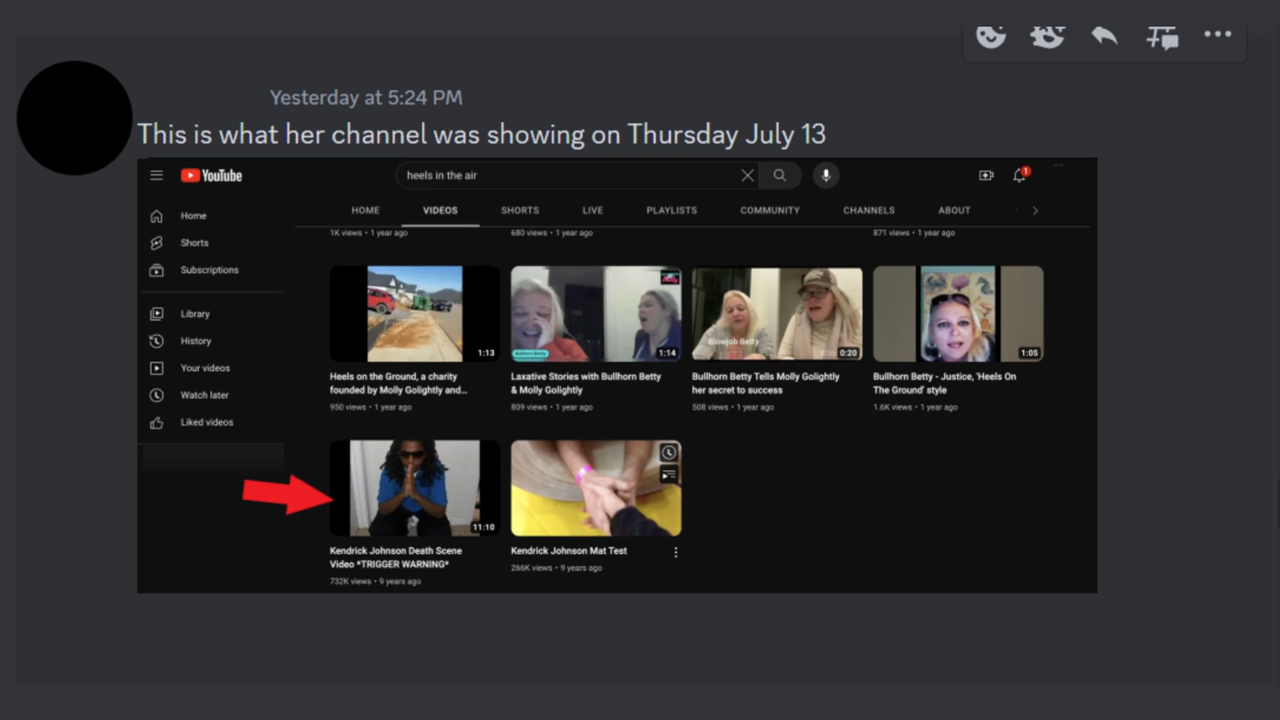 Yesterday at 5:24 PM
This is what her channel was showing on Thursday July 13
YouTube
heels in the air
1
HOME VIDEOS SHORTS LIVE PLAYLISTS COMMUNITY CHANNELS ABOUT
Home
Shorts
Subscriptions
Library
History
Your videos
Watch later
Liked videos
1K views • 1 year ago
680 views • 1 year ago
871 views • 1 year ago
1:13
Heels on the Ground, a charity
founded by Molly Golightly and...
950 views • 1 year ago
Bullhorn Betty
1:14
Laxative Stories with Bullhorn Betty
& Molly Golightly
809 views • 1 year ago
Blowjob Betty
0:20
Bullhorn Betty Tells Molly Golightly
her secret to success
508 views • 1 year ago
1:05
Bullhorn Betty - Justice, 'Heels On
The Ground' style
1.6K views • 1 year ago
11:10
Kendrick Johnson Death Scene
Video *TRIGGER WARNING*
732K views • 9 years ago
Kendrick Johnson Mat Test
266K views • 9 years ago